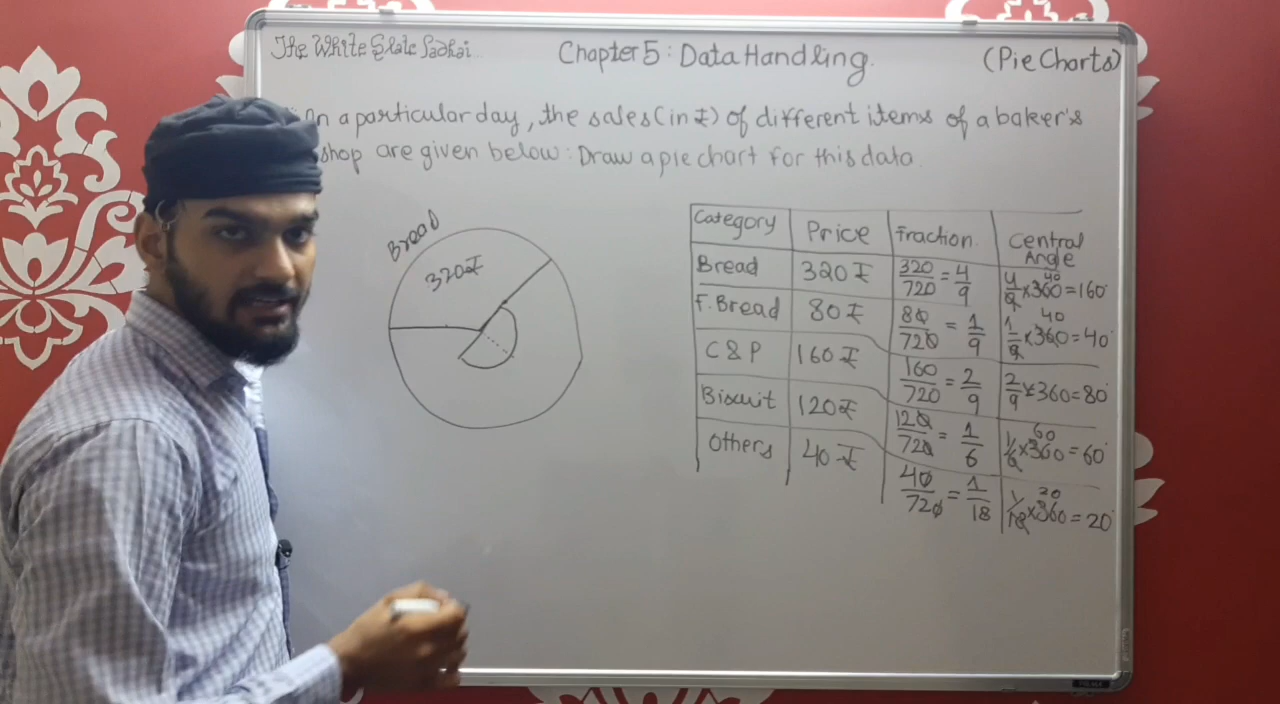 The White Slate Padhai...
Chapter 5 : Data Handling.
(Pie Charts)
On a particular day, the sales (in ₹) of different items of a baker's
shop are given below : Draw a pie chart for this data.
Bread
320 ₹
Category Price Fraction. Central Angle
Bread 320 ₹ 320/720 = 4/9 4/9 × 360 = 160° 40
F. Bread 80 ₹ 80/720 = 1/9 1/9 × 360 = 40° 40
C & P 160 ₹ 160/720 = 2/9 2/9 × 360 = 80°
Biscuit 120 ₹ 120/720 = 1/6 1/6 × 360 = 60° 60
Others 40 ₹ 40/720 = 1/18 1/18 × 360 = 20° 20